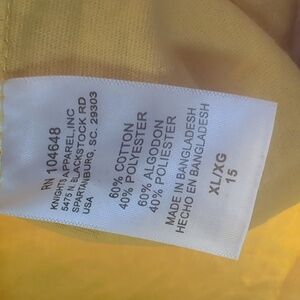 RN 104648
KNIGHTS APPAREL, INC
5475 N BLACKSTOCK RD
SPARTANBURG, SC. 29303
USA
60% COTTON
40% POLYESTER
60% ALGODON
40% POLIESTER
MADE IN BANGLADESH
HECHO EN BANGLADESH
XL/XG
15